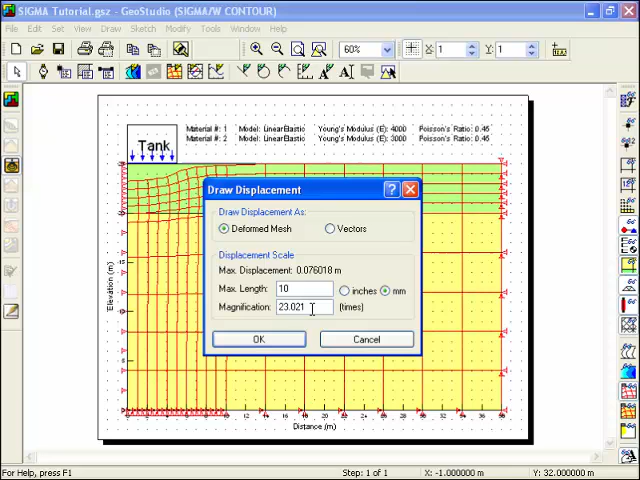 SIGMA Tutorial.gsz - GeoStudio (SIGMA/W CONTOUR)
File Edit Set View Draw Sketch Tools Window Help
60% X: 1 Y: 1
Material #: 1 Model: LinearElastic Young's Modulus (E): 4000 Poisson's Ratio: 0.45
Material #: 2 Model: LinearElastic Young's Modulus (E): 3000 Poisson's Ratio: 0.45
Tank
Draw Displacement
Draw Displacement As:
Deformed Mesh Vectors
Displacement Scale
Max. Displacement: 0.076018 m
Max. Length: 10 inches mm
Magnification: 23.021 (times)
OK Cancel
Elevation (m)
Distance (m)
For Help, press F1 Step: 1 of 1 X: -1.000000 m Y: 32.000000 m